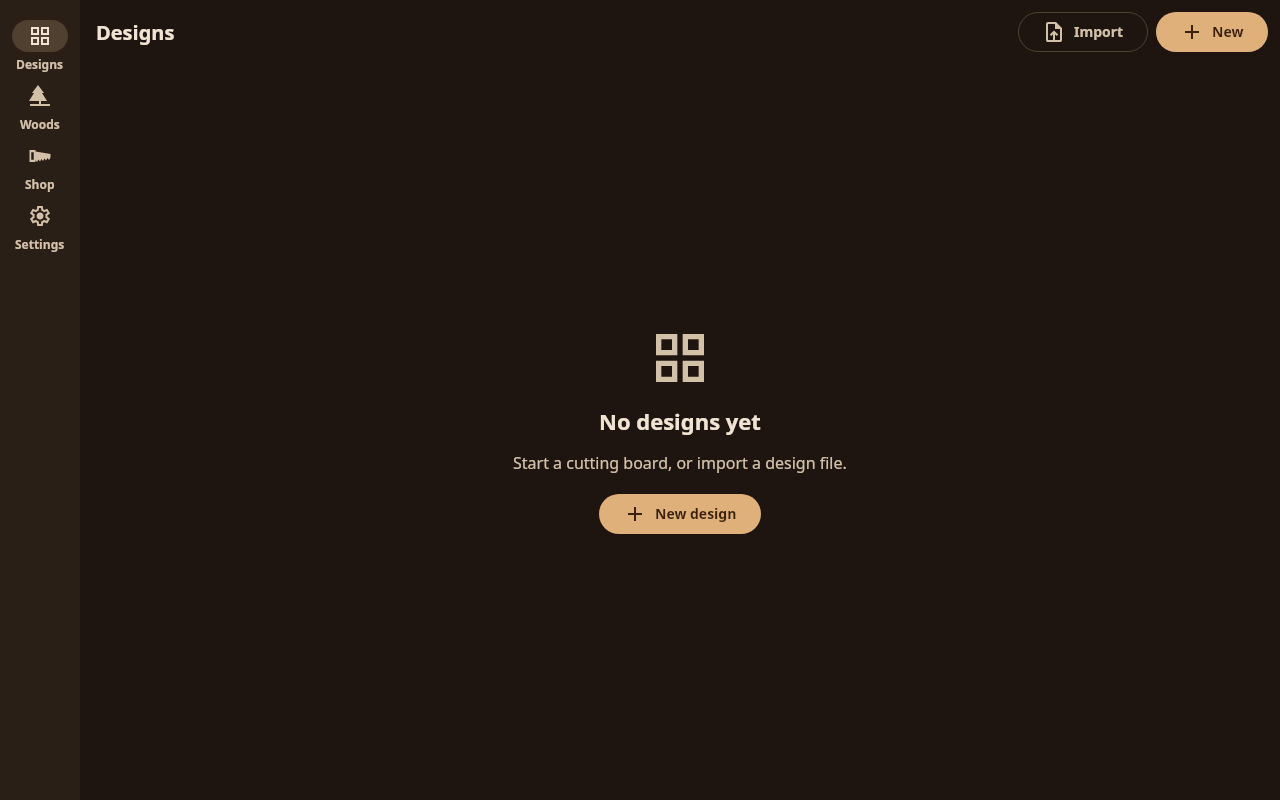 Designs
Import
New
Designs
Woods
Shop
Settings
No designs yet
Start a cutting board, or import a design file.
New design